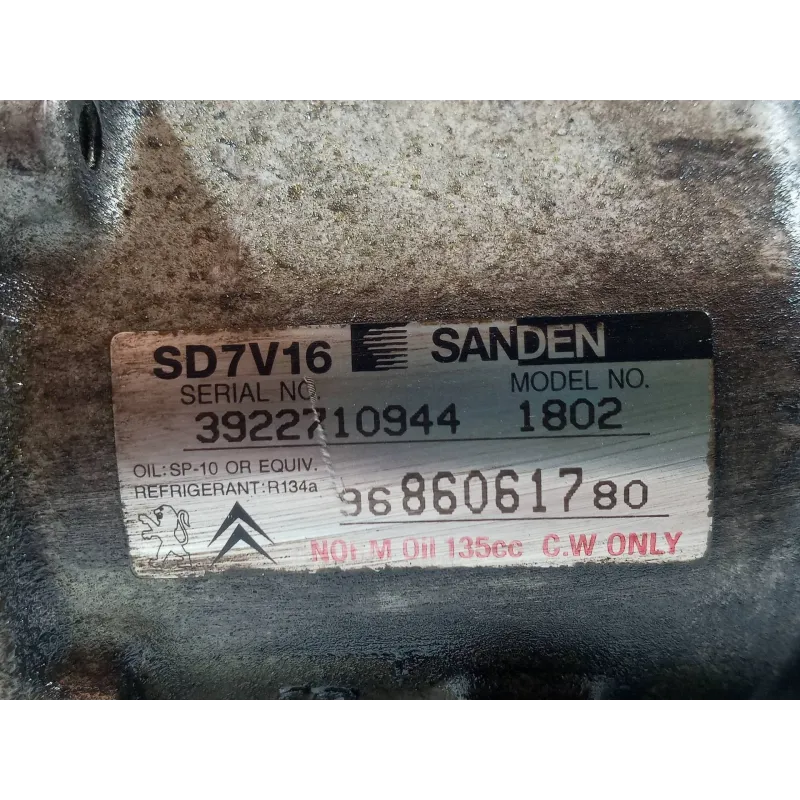 SD7V16 SANDEN
SERIAL NO. MODEL NO.
3922710944 1802
OIL: SP-10 OR EQUIV.
REFRIGERANT: R134a
9686061780
Oil 135cc C.W ONLY